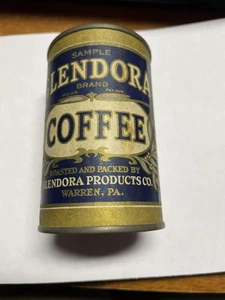 SAMPLE
LENDORA
BRAND
COFFEE
ROASTED AND PACKED BY
LENDORA PRODUCTS CO.
WARREN, PA.